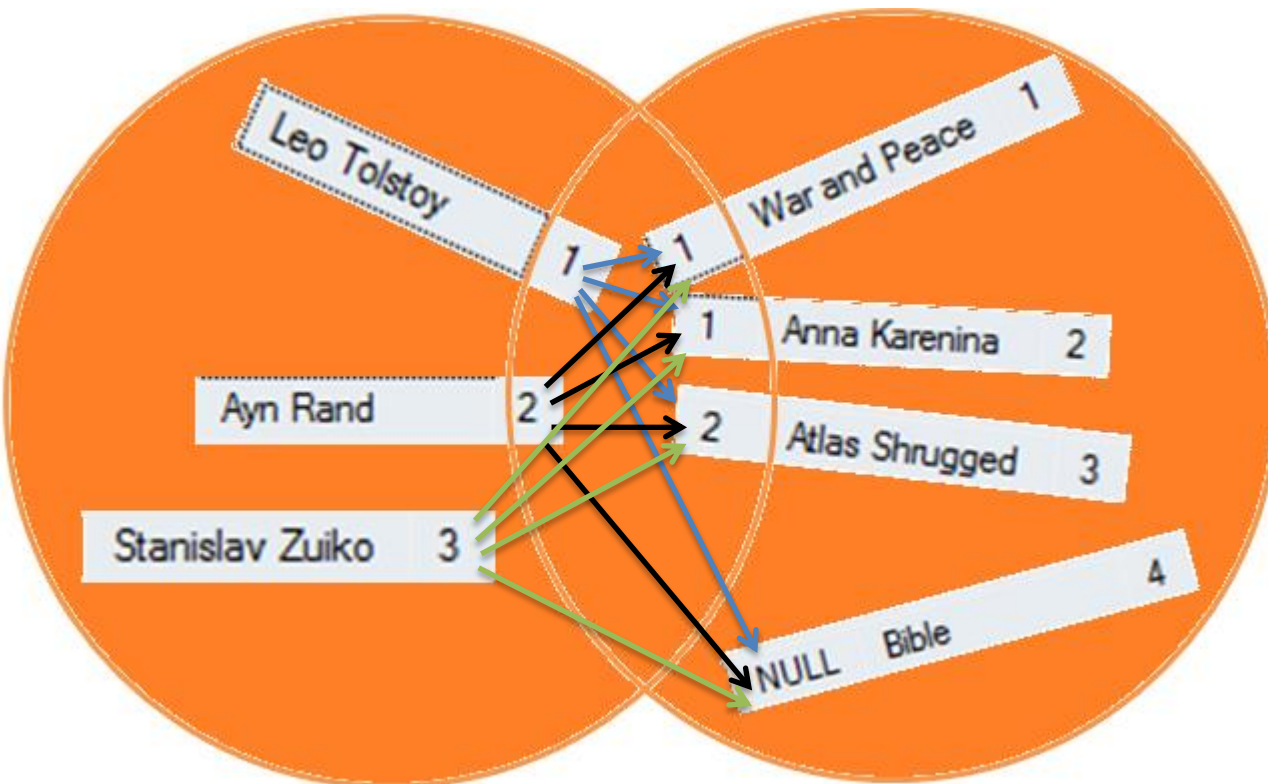 Leo Tolstoy 1
Ayn Rand 2
Stanislav Zuiko 3
1 War and Peace 1
1 Anna Karenina 2
2 Atlas Shrugged 3
NULL Bible 4